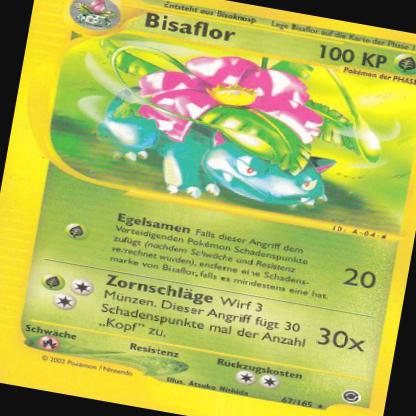 Entsteht aus Bisaknosp
Lege Bisaflor auf die Karte der Phase
Bisaflor
100 KP
Pokémon der PHASE
ID: A-04-#
Egelsamen Falls dieser Angriff dem
Verteidigenden Pokémon Schadenspunkte
zufügt (nachdem Schwäche und Resistenz
verrechnet wurden), entferne eine Schadens-
marke von Bisaflor, falls es mindestens eine hat.
20
Zornschläge Wirf 3
Münzen. Dieser Angriff fügt 30
Schadenspunkte mal der Anzahl
„Kopf" zu.
30x
Schwäche
Resistenz
Rückzugskosten
© 2002 Pokémon / Nintendo
Illus. Atsuko Nishida
67/165